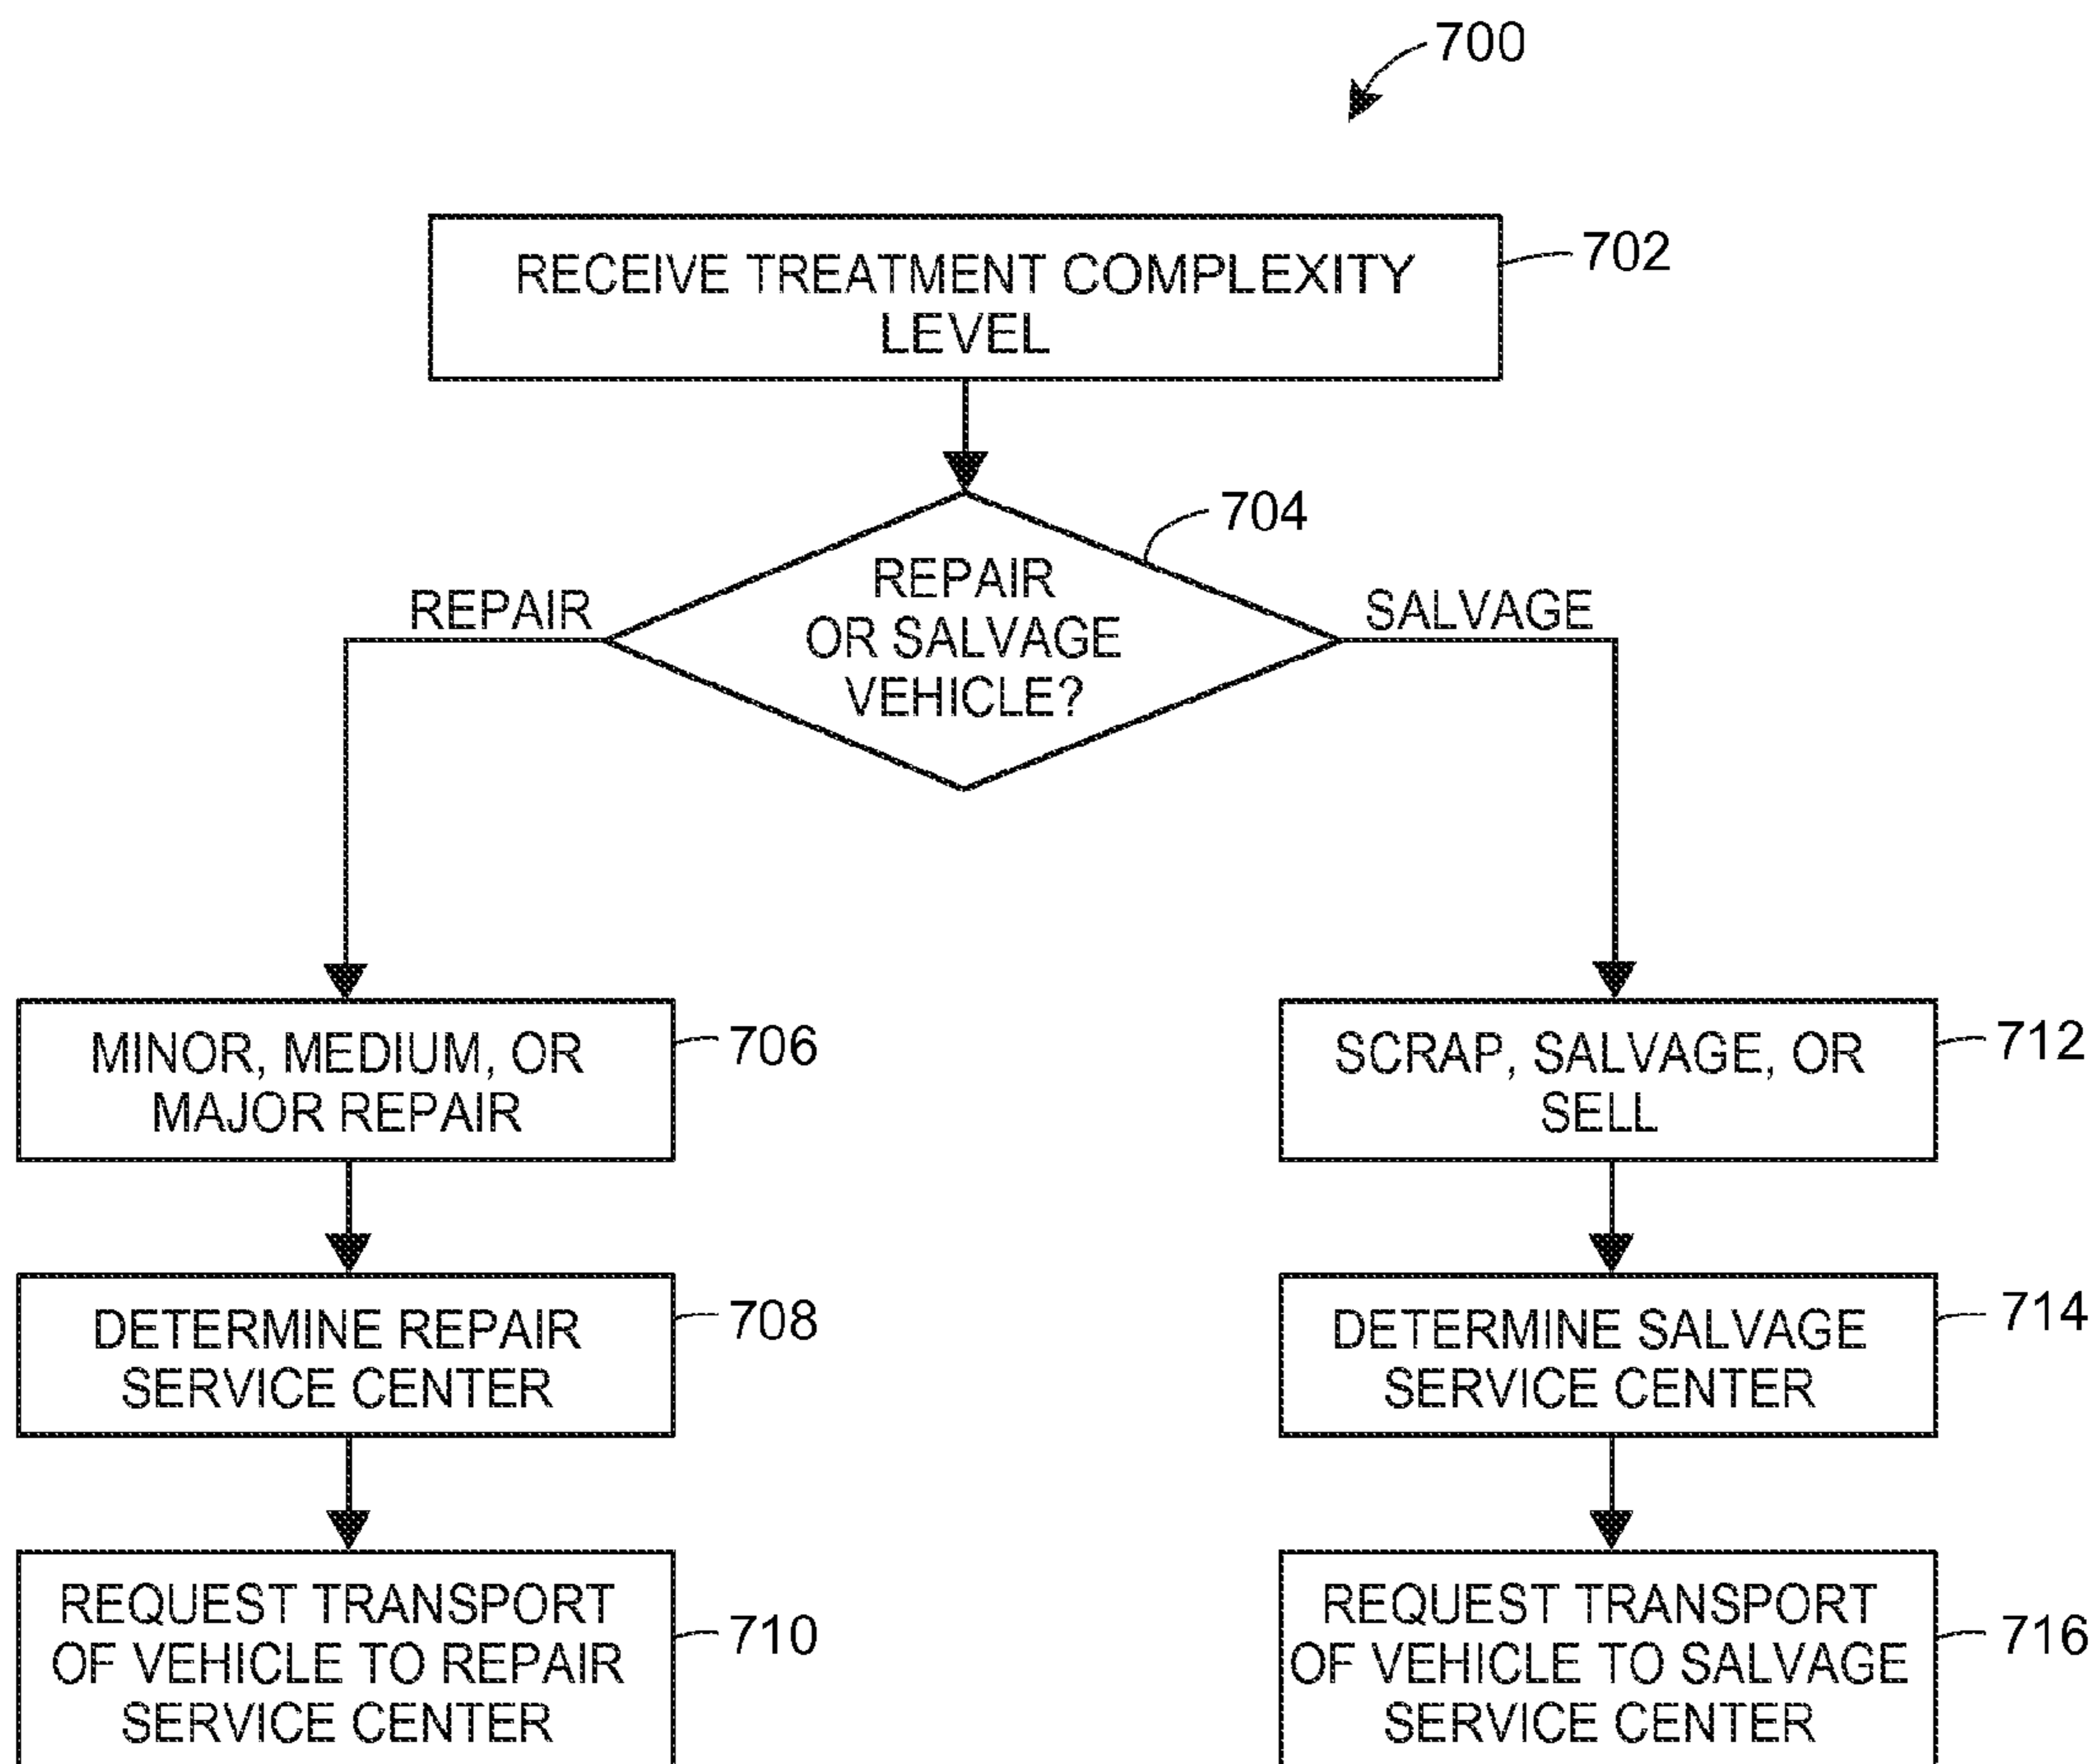 700
RECEIVE TREATMENT COMPLEXITY
LEVEL
702
704
REPAIR
OR SALVAGE
VEHICLE?
REPAIR
SALVAGE
MINOR, MEDIUM, OR
MAJOR REPAIR
706
DETERMINE REPAIR
SERVICE CENTER
708
REQUEST TRANSPORT
OF VEHICLE TO REPAIR
SERVICE CENTER
710
SCRAP, SALVAGE, OR
SELL
712
DETERMINE SALVAGE
SERVICE CENTER
714
REQUEST TRANSPORT
OF VEHICLE TO SALVAGE
SERVICE CENTER
716